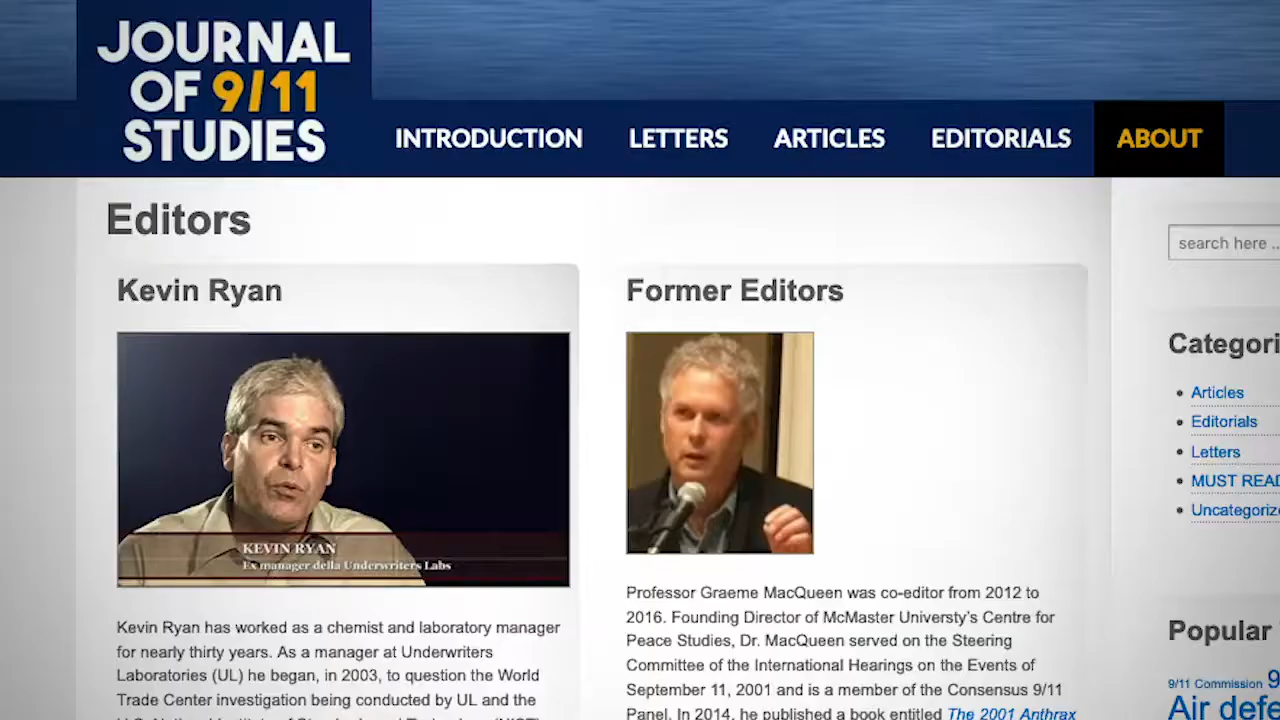 JOURNAL
OF 9/11
STUDIES
INTRODUCTION
LETTERS
ARTICLES
EDITORIALS
ABOUT
Editors
Kevin Ryan
KEVIN RYAN
Ex manager della Underwriters Labs
Kevin Ryan has worked as a chemist and laboratory manager
for nearly thirty years. As a manager at Underwriters
Laboratories (UL) he began, in 2003, to question the World
Trade Center investigation being conducted by UL and the
Former Editors
Professor Graeme MacQueen was co-editor from 2012 to
2016. Founding Director of McMaster Universty's Centre for
Peace Studies, Dr. MacQueen served on the Steering
Committee of the International Hearings on the Events of
September 11, 2001 and is a member of the Consensus 9/11
Panel. In 2014, he published a book entitled The 2001 Anthrax
search here ..
Categori
Articles
Editorials
Letters
MUST READ
Uncategoriz
Popular
9/11 Commission 9
Air defe